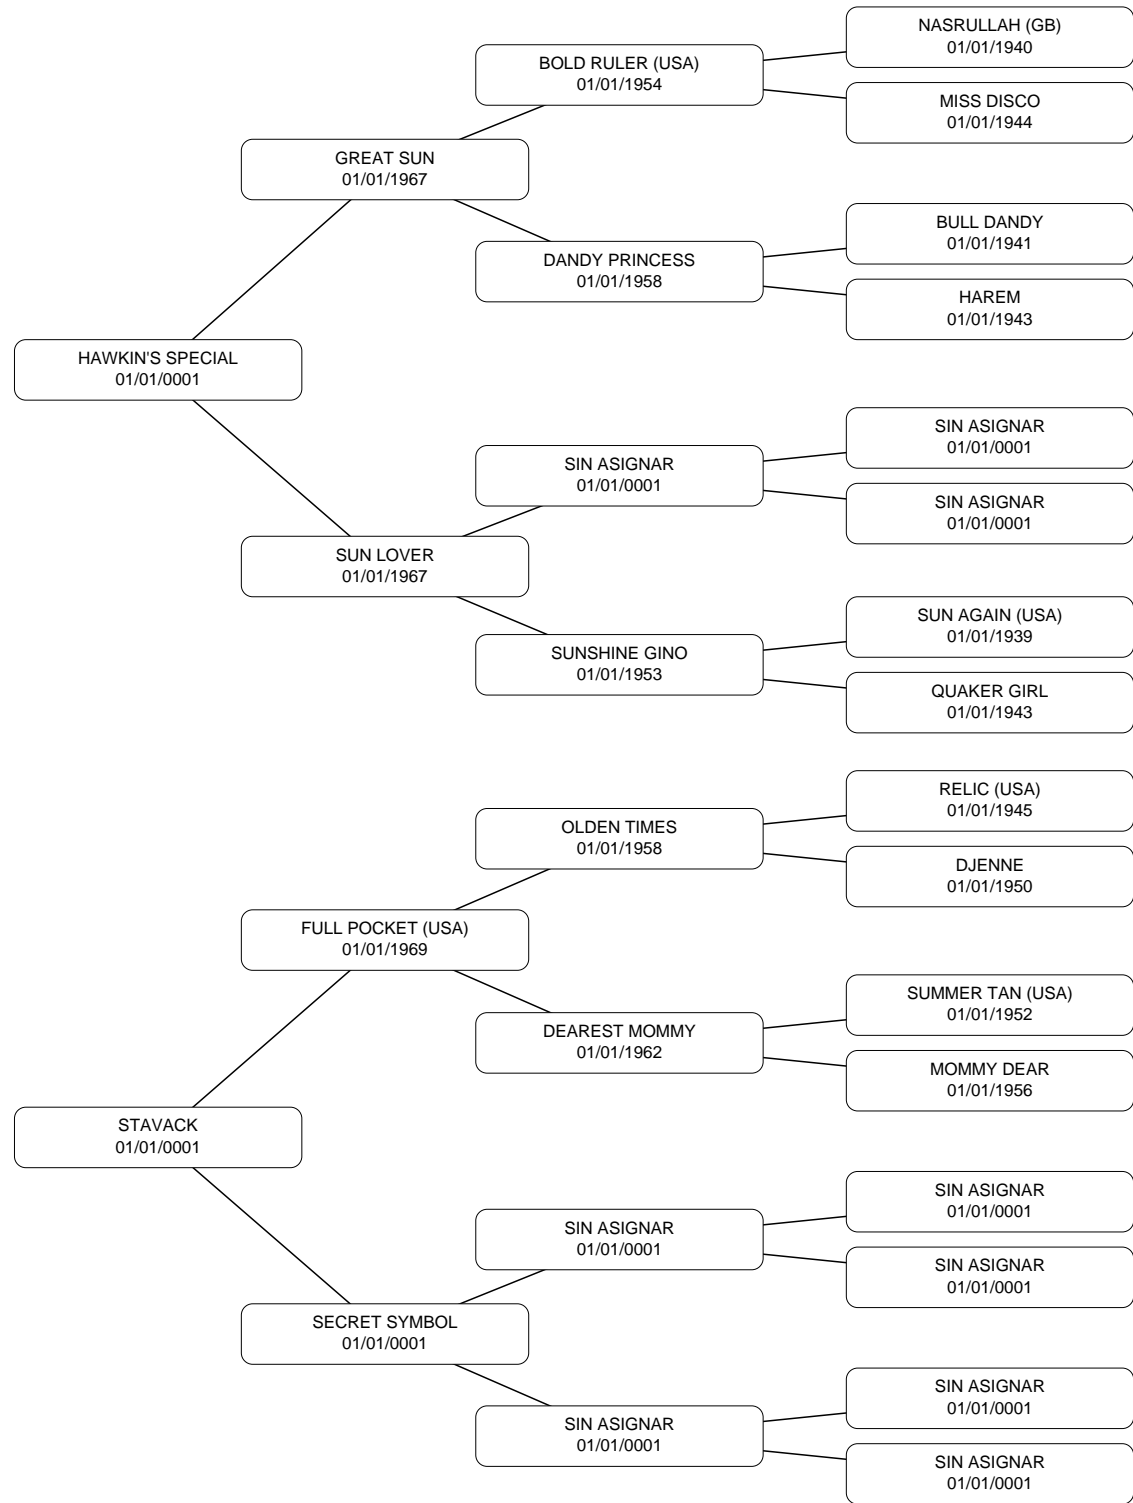 NASRULLAH (GB)
01/01/1940
BOLD RULER (USA)
01/01/1954
MISS DISCO
01/01/1944
GREAT SUN
01/01/1967
BULL DANDY
01/01/1941
DANDY PRINCESS
01/01/1958
HAREM
01/01/1943
HAWKIN'S SPECIAL
01/01/0001
SIN ASIGNAR
01/01/0001
SIN ASIGNAR
01/01/0001
SIN ASIGNAR
01/01/0001
SUN LOVER
01/01/1967
SUN AGAIN (USA)
01/01/1939
SUNSHINE GINO
01/01/1953
QUAKER GIRL
01/01/1943
RELIC (USA)
01/01/1945
OLDEN TIMES
01/01/1958
DJENNE
01/01/1950
FULL POCKET (USA)
01/01/1969
SUMMER TAN (USA)
01/01/1952
DEAREST MOMMY
01/01/1962
MOMMY DEAR
01/01/1956
STAVACK
01/01/0001
SIN ASIGNAR
01/01/0001
SIN ASIGNAR
01/01/0001
SIN ASIGNAR
01/01/0001
SECRET SYMBOL
01/01/0001
SIN ASIGNAR
01/01/0001
SIN ASIGNAR
01/01/0001
SIN ASIGNAR
01/01/0001